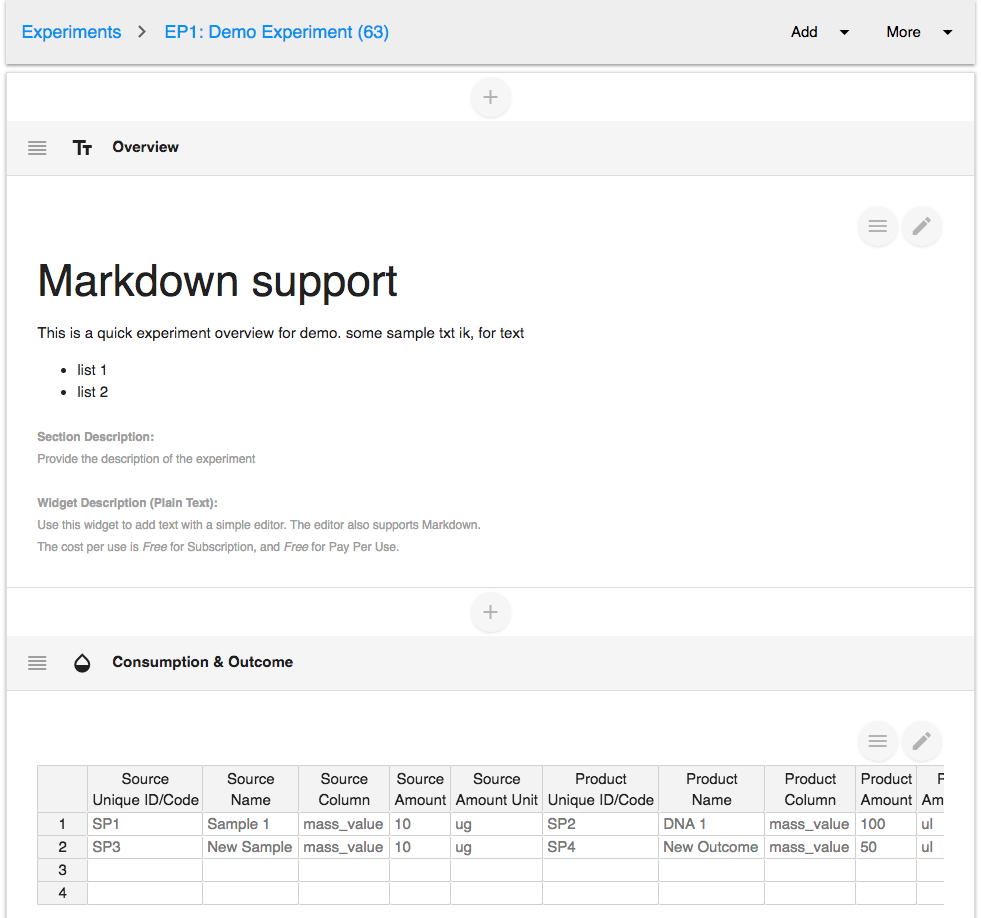 Experiments > EP1: Demo Experiment (63) Add More
Overview
Markdown support
This is a quick experiment overview for demo. some sample txt ik, for text
• list 1
• list 2
Section Description:
Provide the description of the experiment
Widget Description (Plain Text):
Use this widget to add text with a simple editor. The editor also supports Markdown.
The cost per use is Free for Subscription, and Free for Pay Per Use.
Consumption & Outcome
Source Source Source Source Source Product Product Product Product P
Unique ID/Code Name Column Amount Amount Unit Unique ID/Code Name Column Amount Am
1 SP1 Sample 1 mass_value 10 ug SP2 DNA 1 mass_value 100 ul
2 SP3 New Sample mass_value 10 ug SP4 New Outcome mass_value 50 ul
3
4